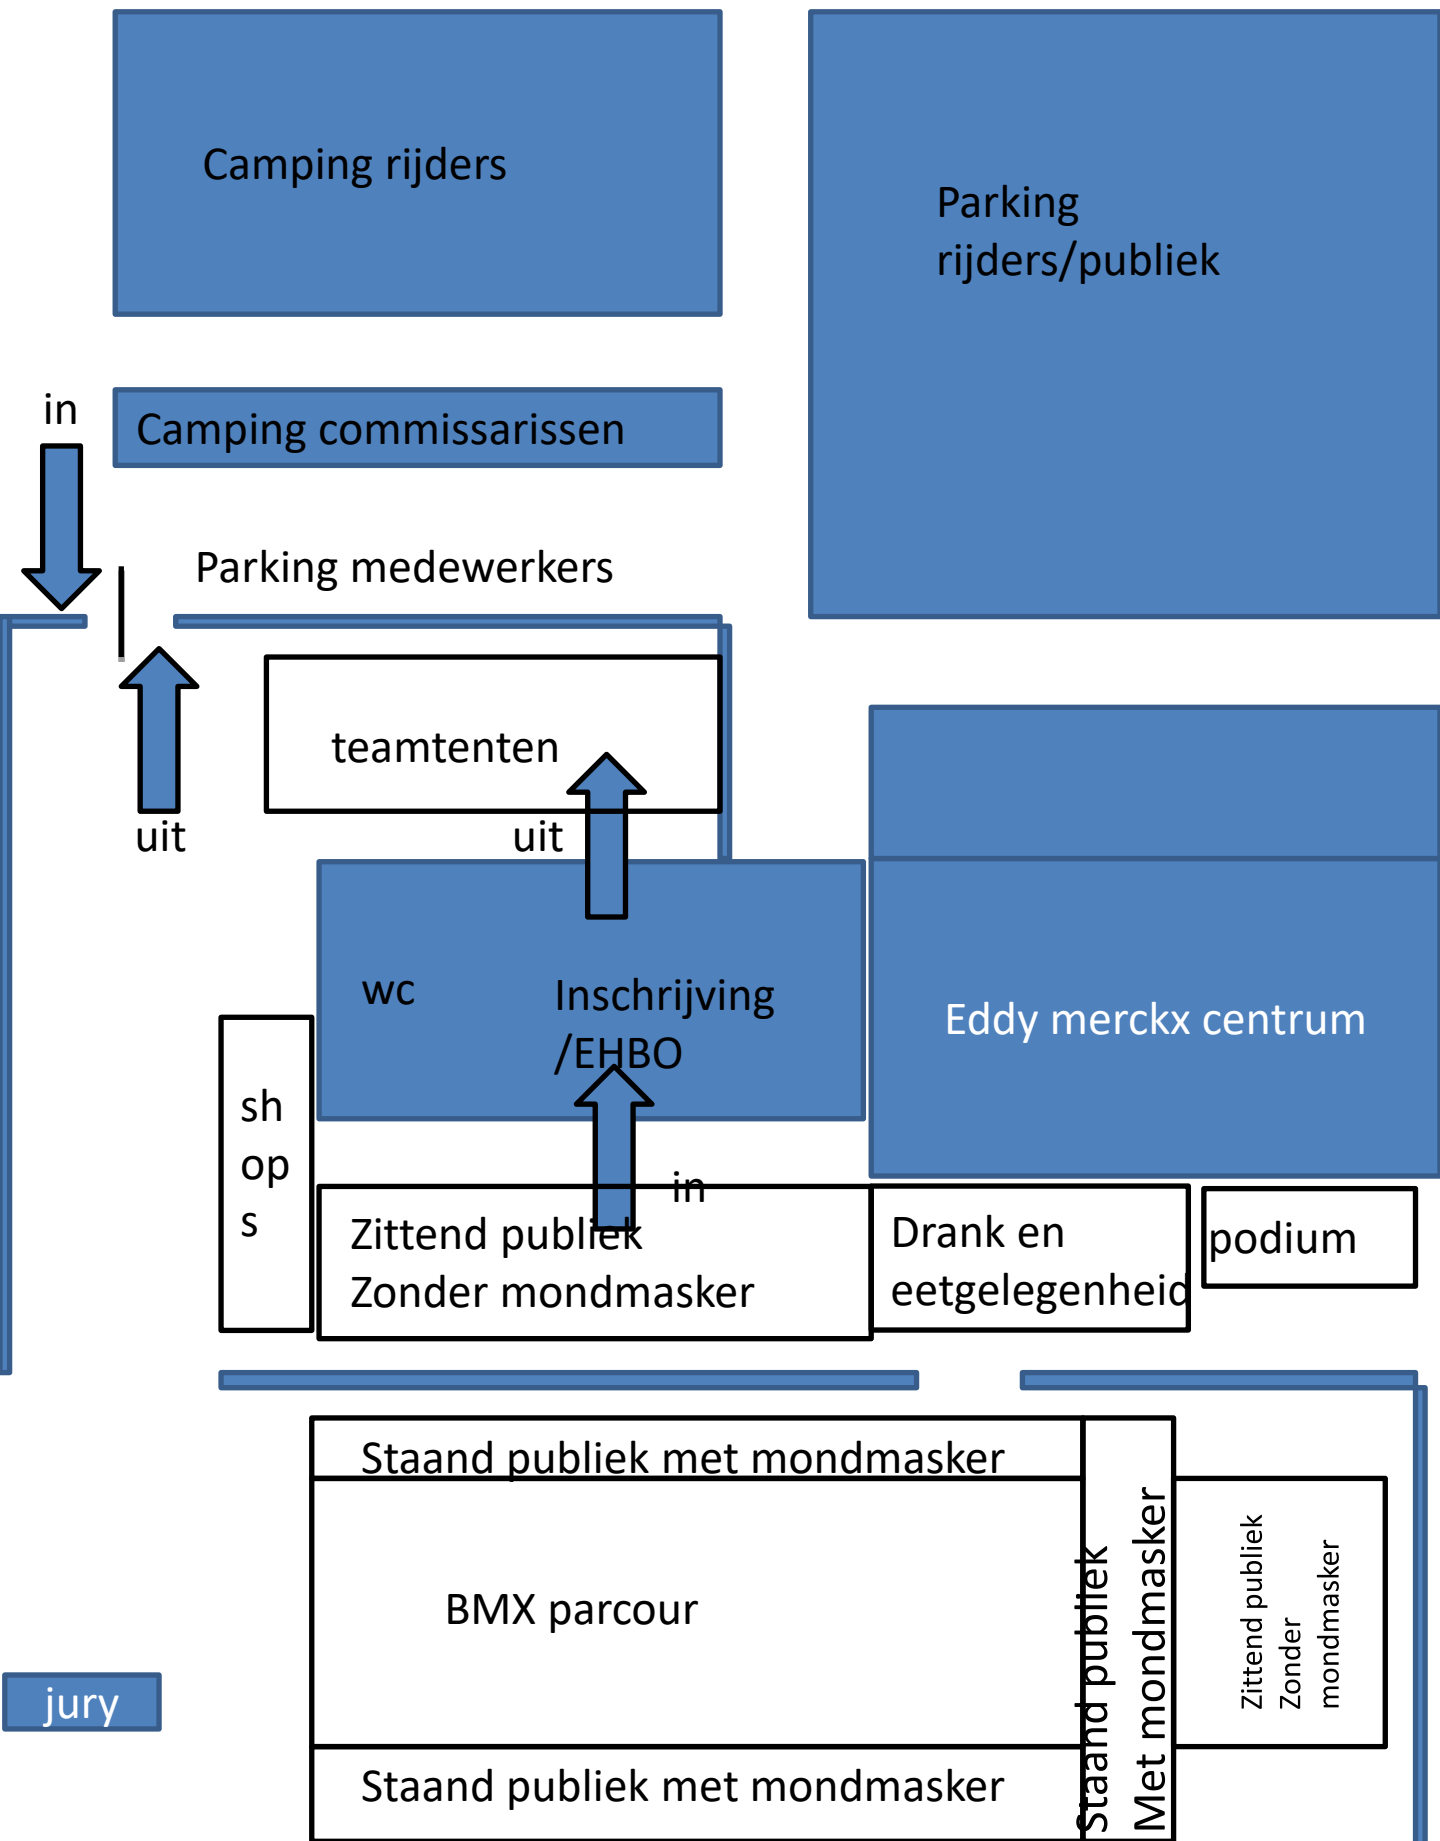 Camping rijders
Parking
rijders/publiek
in
Camping commissarissen
Parking medewerkers
teamtenten
uit
uit
wc
Inschrijving
/EHBO
Eddy merckx centrum
sh
op
s
in
Zittend publiek
Zonder mondmasker
Drank en
eetgelegenheid
podium
Staand publiek met mondmasker
BMX parcour
Staand publiek
Met mondmasker
Zittend publiek
Zonder
mondmasker
jury
Staand publiek met mondmasker